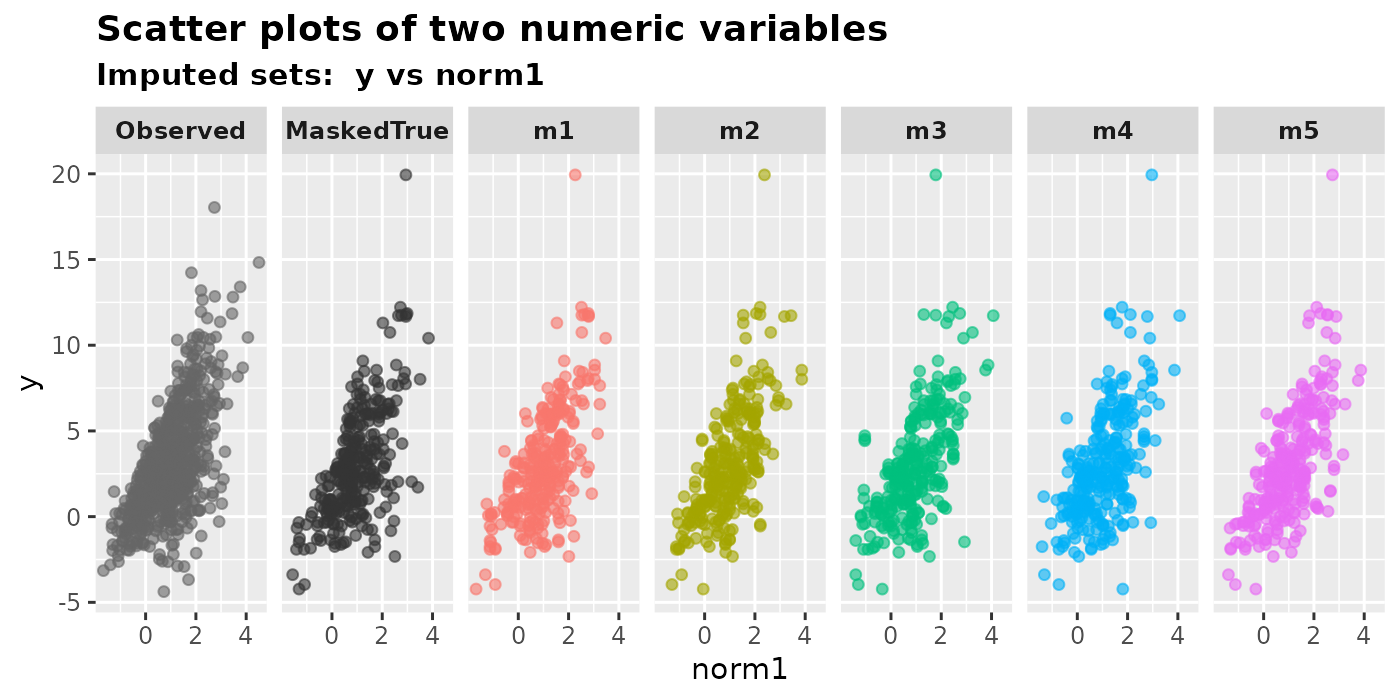 Scatter plots of two numeric variables
Imputed sets:  y vs norm1
Observed MaskedTrue m1 m2 m3 m4 m5
20
15
10
5
0
-5
y
0 2 4 0 2 4 0 2 4 0 2 4 0 2 4 0 2 4 0 2 4
norm1